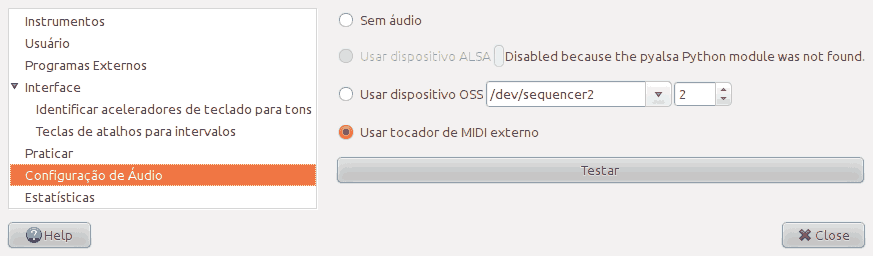 Instrumentos
Usuário
Programas Externos
Interface
Identificar aceleradores de teclado para tons
Teclas de atalhos para intervalos
Praticar
Configuração de Áudio
Estatísticas
Sem áudio
Usar dispositivo ALSA Disabled because the pyalsa Python module was not found.
Usar dispositivo OSS /dev/sequencer2 2
Usar tocador de MIDI externo
Testar
Help Close